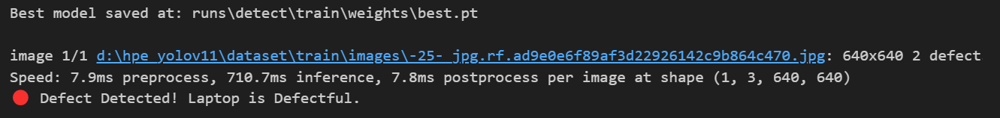 Best model saved at: runs\detect\train\weights\best.pt
image 1/1 d:\hpe_yolov11\dataset\train\images\-25-_jpg.rf.ad9e0e6f89af3d22926142c9b864c470.jpg: 640x640 2 defect
Speed: 7.9ms preprocess, 710.7ms inference, 7.8ms postprocess per image at shape (1, 3, 640, 640)
🔴 Defect Detected! Laptop is Defectful.